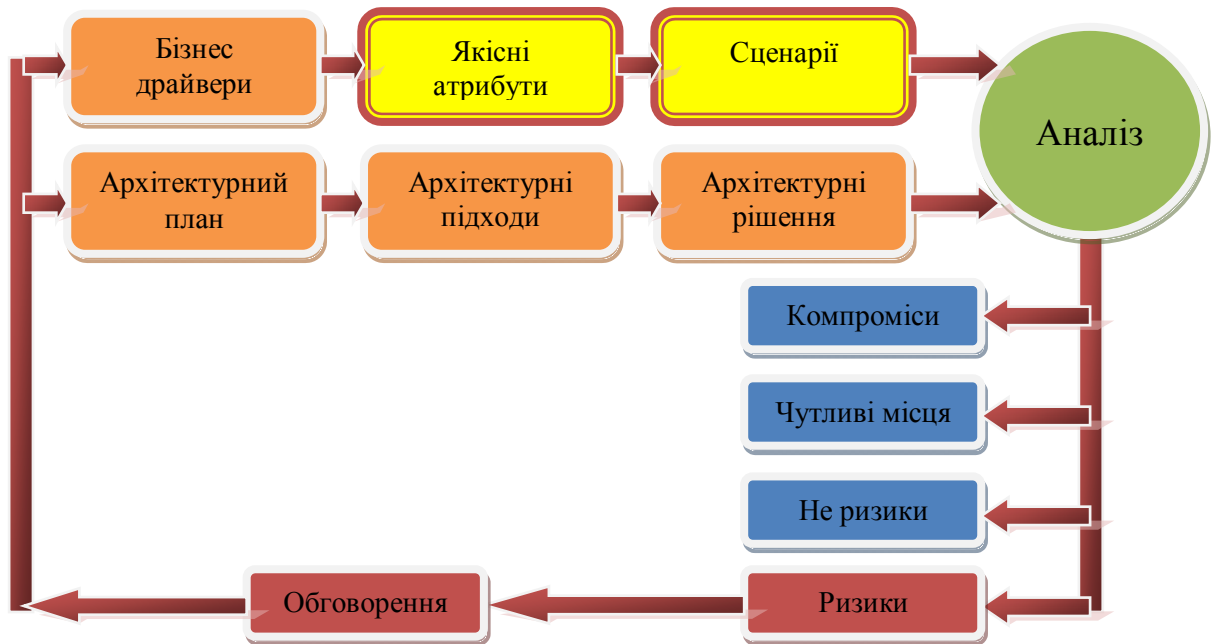 Бізнес
драйвери
Якісні
атрибути
Сценарії
Аналіз
Архітектурний
план
Архітектурні
підходи
Архітектурні
рішення
Компроміси
Чутливі місця
Не ризики
Обговорення
Ризики